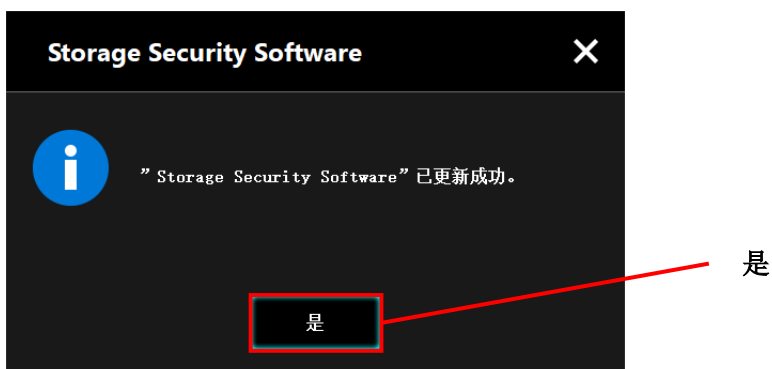 Storage Security Software
” Storage Security Software”已更新成功。
是
是